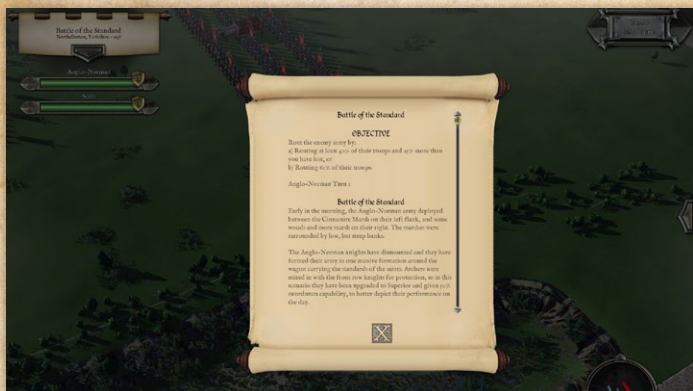 Battle of the Standard
Northallerton, Yorkshire - 1138
Anglo-Norman
Scots
Battle of the Standard
OBJECTIVE
Rout the enemy army by:
a) Routing at least 40% of their troops and 25% more than
you have lost, or
b) Routing 60% of their troops.
Anglo-Norman Turn 1
Battle of the Standard
Early in the morning, the Anglo-Norman army deployed
between the Cinnamire Marsh on their left flank, and some
woods and more marsh on their right. The marshes were
surrounded by low, but steep banks.
The Anglo-Norman knights have dismounted and they have
formed their army in one massive formation around the
wagon carrying the standards of the saints. Archers were
mixed in with the front row knights for protection, so in this
scenario they have been upgraded to Superior and given 50%
swordsmen capability, to better depict their performance on
the day.
X